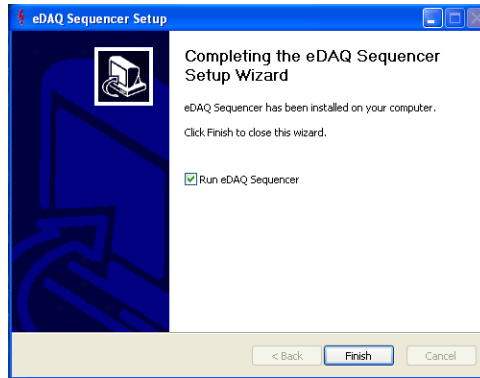 eDAQ Sequencer Setup
Completing the eDAQ Sequencer
Setup Wizard
eDAQ Sequencer has been installed on your computer.
Click Finish to close this wizard.
Run eDAQ Sequencer
< Back
Finish
Cancel